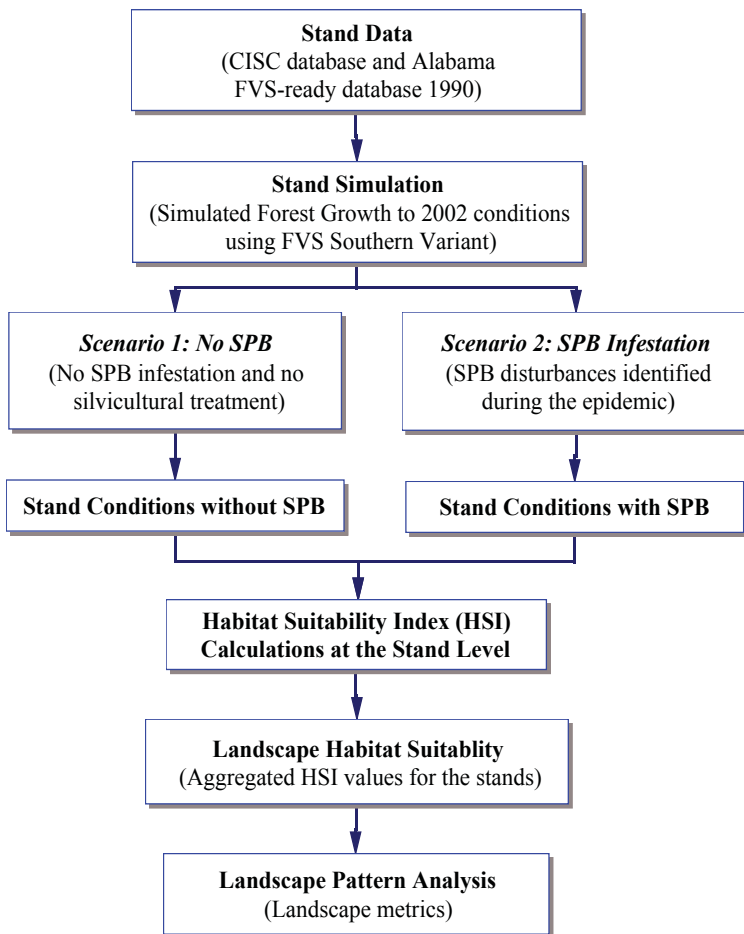 Stand Data
(CISC database and Alabama
FVS-ready database 1990)
Stand Simulation
(Simulated Forest Growth to 2002 conditions
using FVS Southern Variant)
Scenario 1: No SPB
(No SPB infestation and no
silvicultural treatment)
Scenario 2: SPB Infestation
(SPB disturbances identified
during the epidemic)
Stand Conditions without SPB
Stand Conditions with SPB
Habitat Suitability Index (HSI)
Calculations at the Stand Level
Landscape Habitat Suitablity
(Aggregated HSI values for the stands)
Landscape Pattern Analysis
(Landscape metrics)